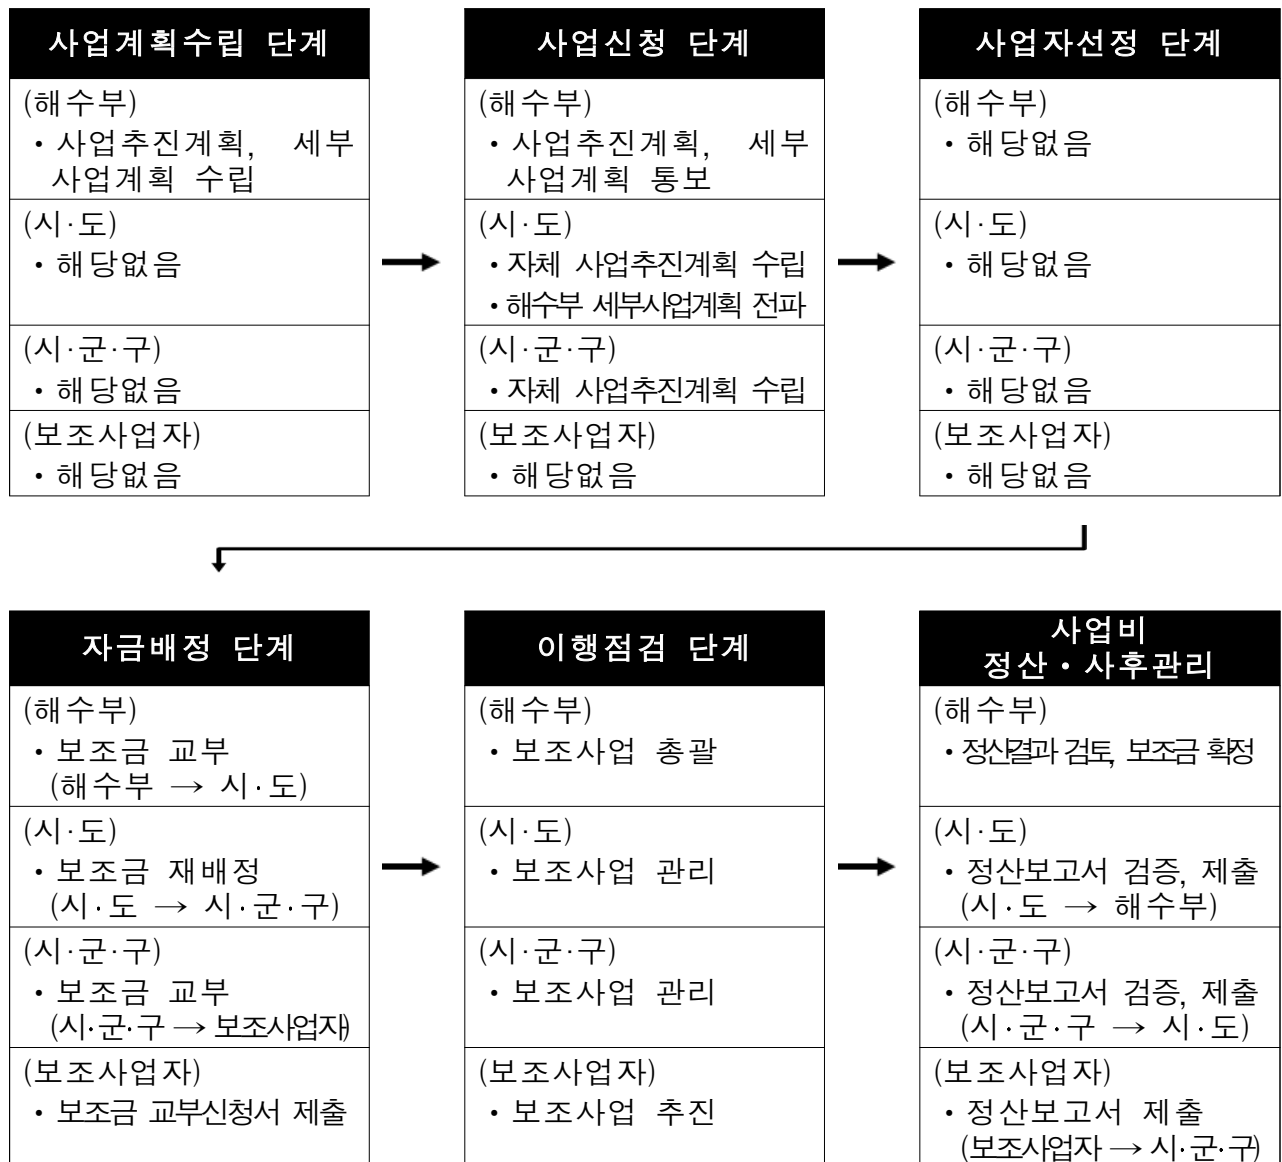 사업계획수립 단계
(해수부)
· 사업추진계획, 세부
사업계획 수립
(시·도)
· 해당없음
(시·군·구)
· 해당없음
(보조사업자)
· 해당없음
사업신청 단계
(해수부)
· 사업추진계획, 세부
사업계획 통보
(시·도)
· 자체 사업추진계획 수립
· 해수부 세부사업계획 전파
(시·군·구)
· 자체 사업추진계획 수립
(보조사업자)
· 해당없음
사업자선정 단계
(해수부)
· 해당없음
(시·도)
· 해당없음
(시·군·구)
· 해당없음
(보조사업자)
· 해당없음
자금배정 단계
(해수부)
· 보조금 교부
(해수부 → 시·도)
(시·도)
· 보조금 재배정
(시·도 → 시·군·구)
(시·군·구)
· 보조금 교부
(시·군·구 → 보조사업자)
(보조사업자)
· 보조금 교부신청서 제출
이행점검 단계
(해수부)
· 보조사업 총괄
(시·도)
· 보조사업 관리
(시·군·구)
· 보조사업 관리
(보조사업자)
· 보조사업 추진
사업비
정산·사후관리
(해수부)
· 정산결과 검토, 보조금 확정
(시·도)
· 정산보고서 검증, 제출
(시·도 → 해수부)
(시·군·구)
· 정산보고서 검증, 제출
(시·군·구 → 시·도)
(보조사업자)
· 정산보고서 제출
(보조사업자 → 시·군·구)